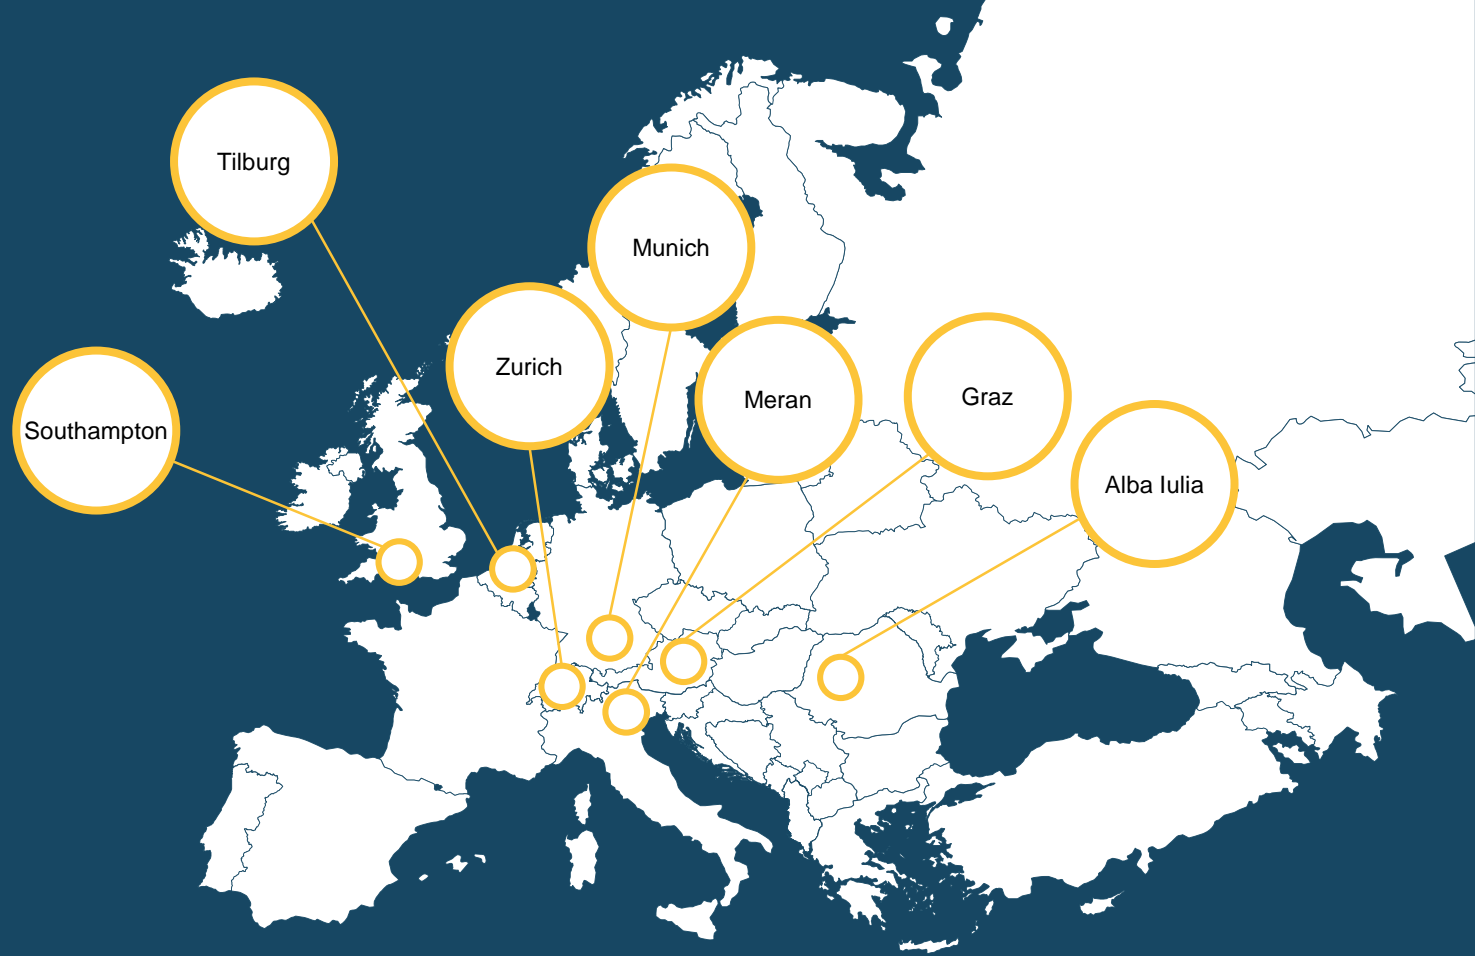 Tilburg
Munich
Zurich
Meran
Graz
Southampton
Alba Iulia